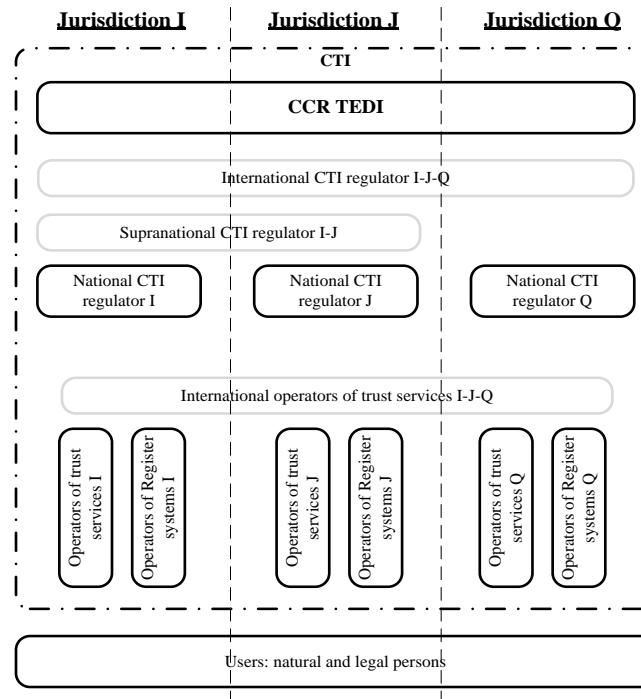 Jurisdiction I
Jurisdiction J
Jurisdiction Q
CTI
CCR TEDI
International CTI regulator I-J-Q
Supranational CTI regulator I-J
National CTI
regulator I
National CTI
regulator J
National CTI
regulator Q
International operators of trust services I-J-Q
Operators of trust
services I
Operators of Register
systems I
Operators of trust
services J
Operators of Register
systems J
Operators of trust
services Q
Operators of Register
systems Q
Users: natural and legal persons